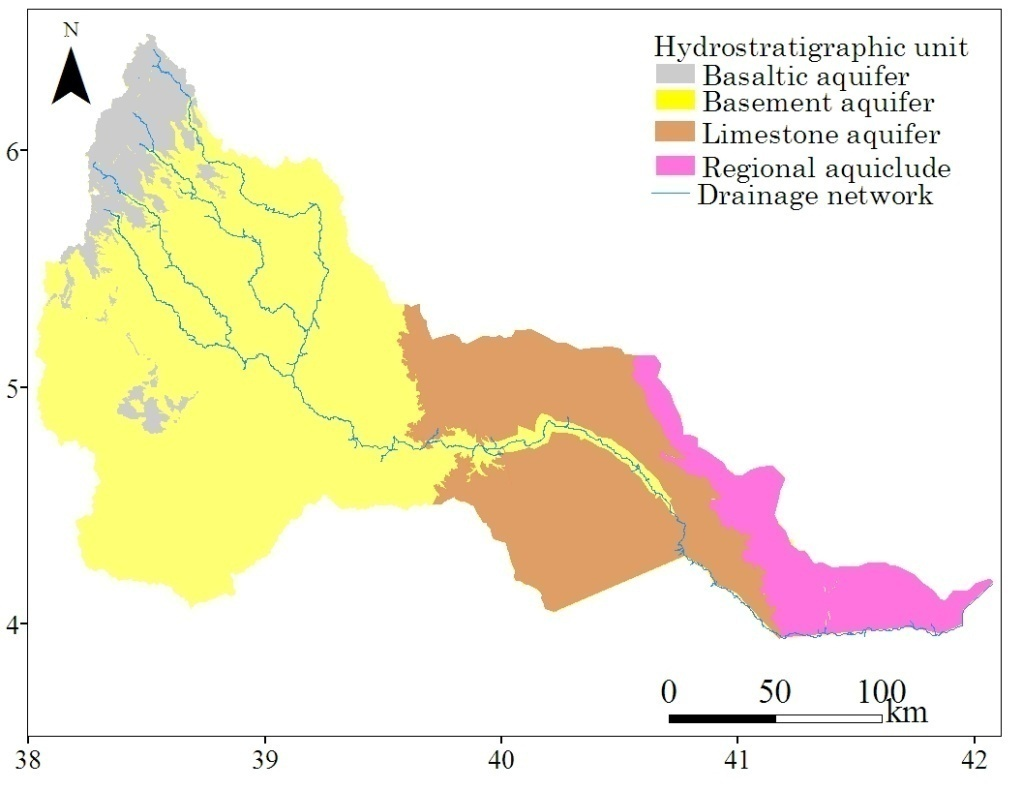 N
Hydrostratigraphic unit
Basaltic aquifer
Basement aquifer
Limestone aquifer
Regional aquiclude
Drainage network
6
5
4
0 50 100
km
38 39 40 41 42